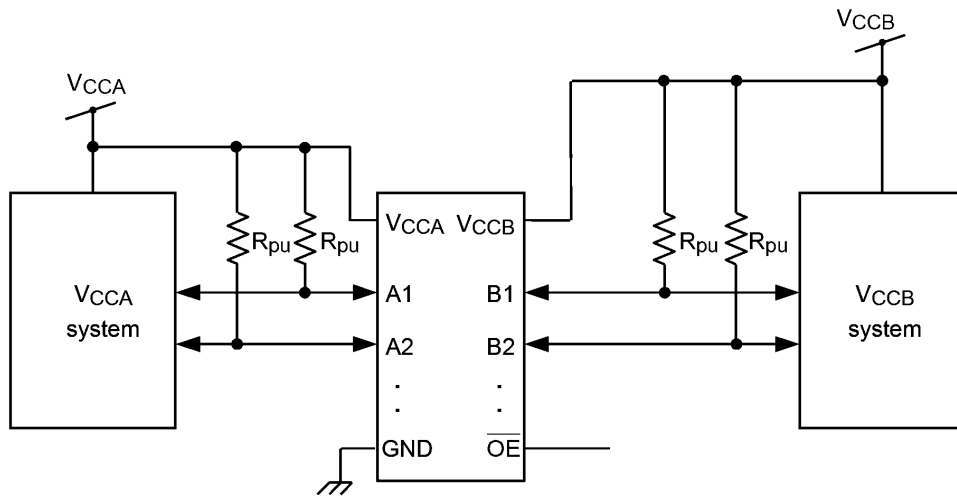 VCCB
VCCA
VCCA VCCB
Rpu Rpu Rpu Rpu
VCCA
system
A1 B1
VCCB
system
A2 B2
GND OE